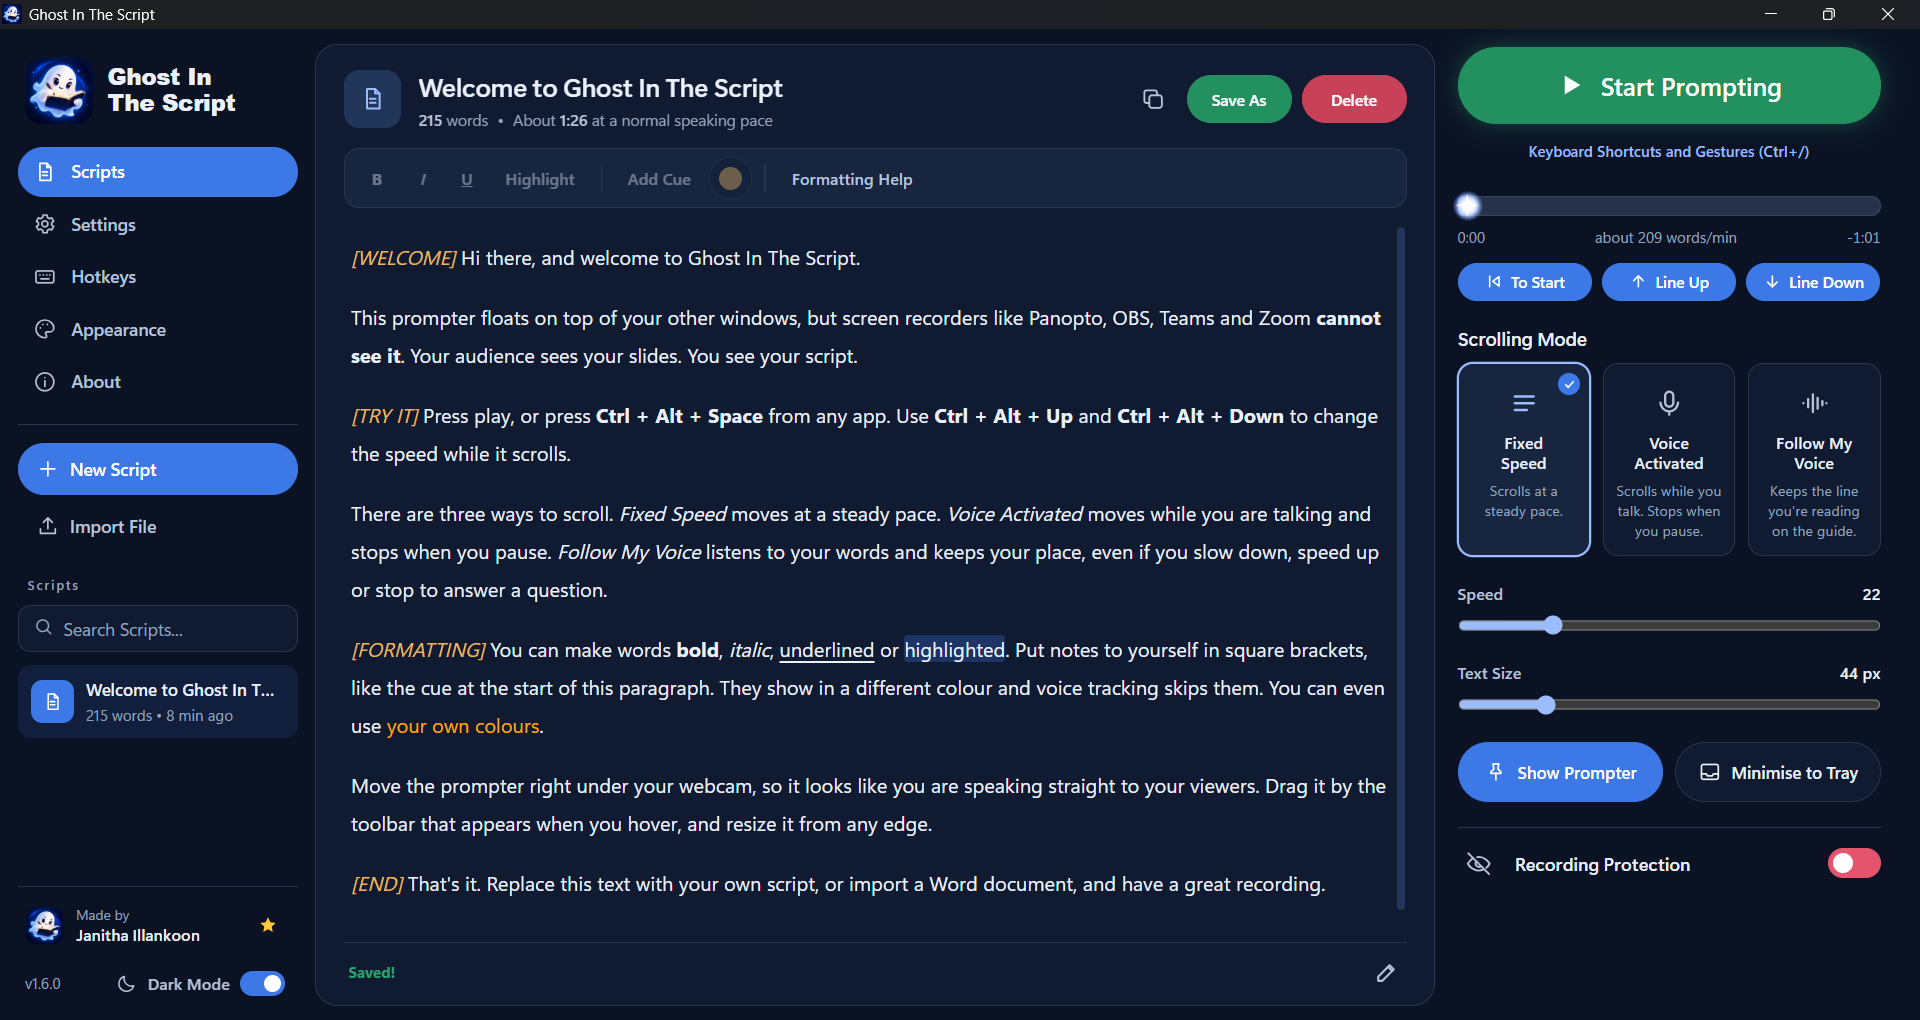 Ghost In The Script
Ghost In
The Script
Scripts
Settings
Hotkeys
Appearance
About
New Script
Import File
Scripts
Search Scripts...
Welcome to Ghost In T...
215 words • 8 min ago
Made by
Janitha Illankoon
v1.6.0
Dark Mode
Welcome to Ghost In The Script
215 words • About 1:26 at a normal speaking pace
Save As
Delete
B I U Highlight Add Cue Formatting Help
[WELCOME] Hi there, and welcome to Ghost In The Script.
This prompter floats on top of your other windows, but screen recorders like Panopto, OBS, Teams and Zoom cannot
see it. Your audience sees your slides. You see your script.
[TRY IT] Press play, or press Ctrl + Alt + Space from any app. Use Ctrl + Alt + Up and Ctrl + Alt + Down to change
the speed while it scrolls.
There are three ways to scroll. Fixed Speed moves at a steady pace. Voice Activated moves while you are talking and
stops when you pause. Follow My Voice listens to your words and keeps your place, even if you slow down, speed up
or stop to answer a question.
[FORMATTING] You can make words bold, italic, underlined or highlighted. Put notes to yourself in square brackets,
like the cue at the start of this paragraph. They show in a different colour and voice tracking skips them. You can even
use your own colours.
Move the prompter right under your webcam, so it looks like you are speaking straight to your viewers. Drag it by the
toolbar that appears when you hover, and resize it from any edge.
[END] That's it. Replace this text with your own script, or import a Word document, and have a great recording.
Saved!
Start Prompting
Keyboard Shortcuts and Gestures (Ctrl+/)
0:00 about 209 words/min -1:01
To Start Line Up Line Down
Scrolling Mode
Fixed
Speed
Scrolls at a
steady pace.
Voice
Activated
Scrolls while you
talk. Stops when
you pause.
Follow My
Voice
Keeps the line
you're reading
on the guide.
Speed 22
Text Size 44 px
Show Prompter
Minimise to Tray
Recording Protection